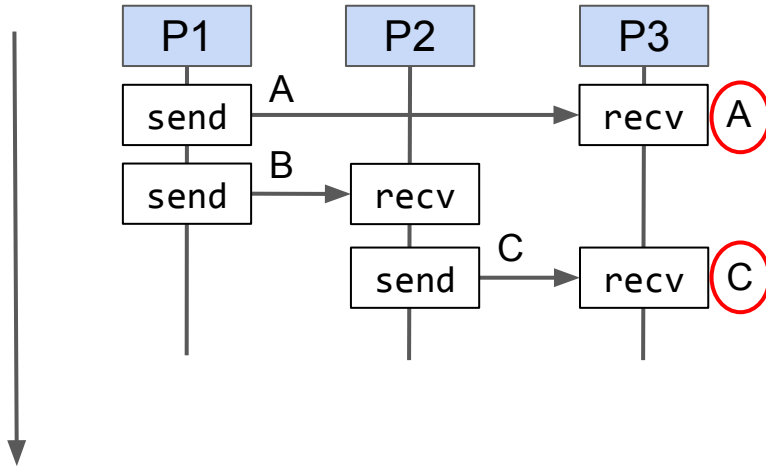 P1 P2 P3
A
send recv A
B
send recv
C
send recv C